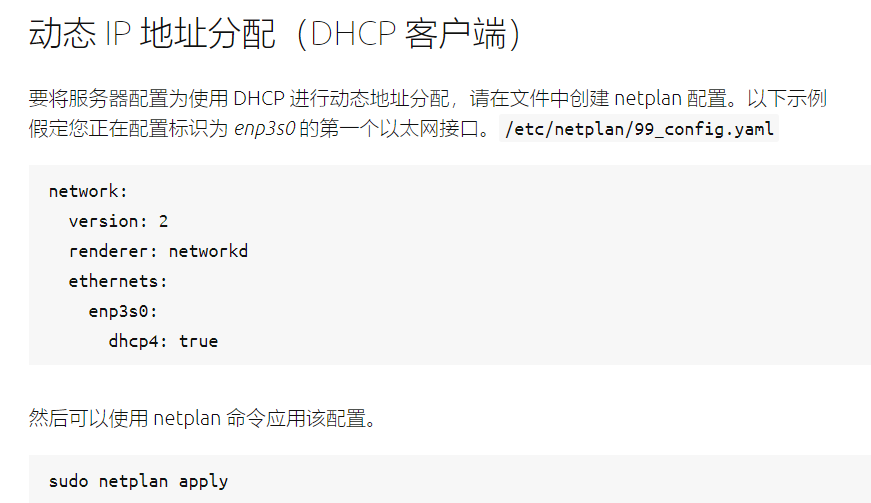 动态 IP 地址分配（DHCP 客户端）
要将服务器配置为使用 DHCP 进行动态地址分配，请在文件中创建 netplan 配置。以下示例
假定您正在配置标识为 enp3s0 的第一个以太网接口。 /etc/netplan/99_config.yaml
network:
  version: 2
  renderer: networkd
  ethernets:
    enp3s0:
      dhcp4: true
然后可以使用 netplan 命令应用该配置。
sudo netplan apply